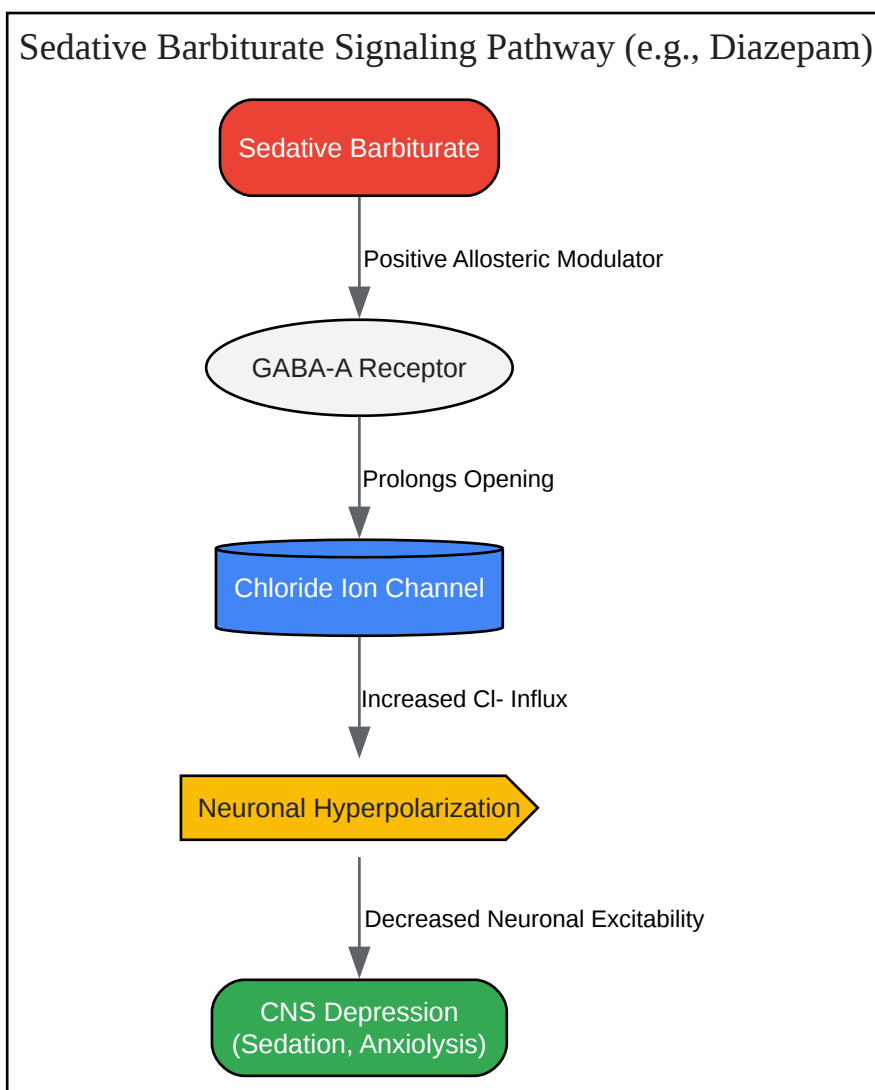 Sedative Barbiturate Signaling Pathway (e.g., Diazepam)
Sedative Barbiturate
Positive Allosteric Modulator
GABA-A Receptor
Prolongs Opening
Chloride Ion Channel
Increased Cl- Influx
Neuronal Hyperpolarization
Decreased Neuronal Excitability
CNS Depression
(Sedation, Anxiolysis)